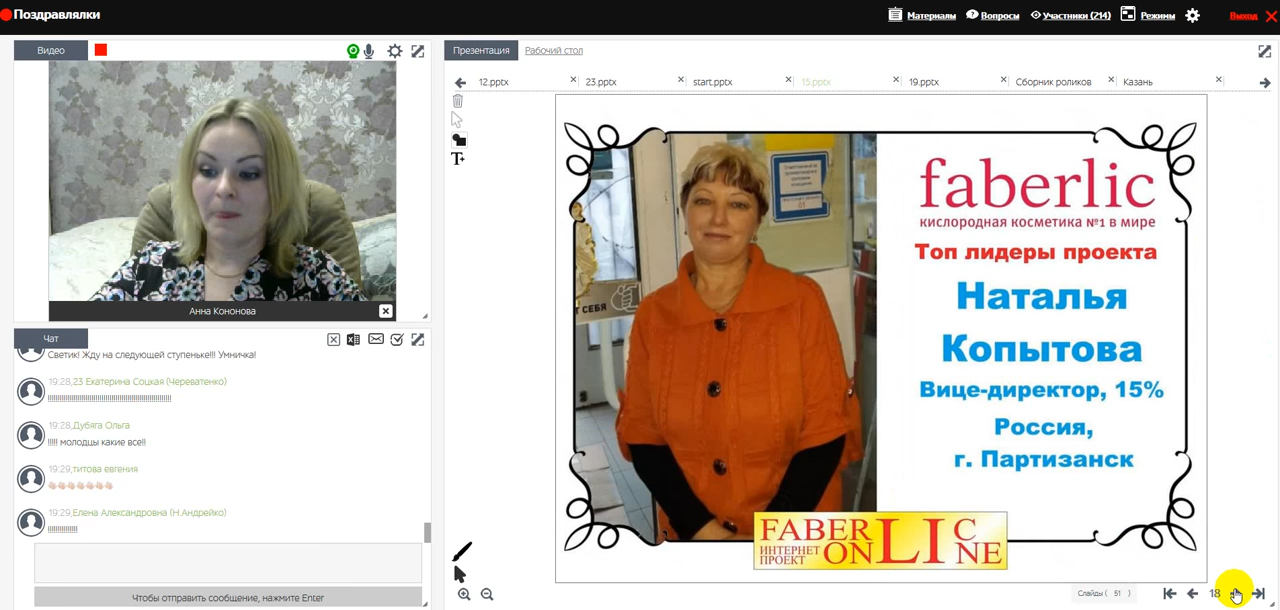 Поздравлялки
Материалы
Вопросы
Участники (214)
Режимы
Выход
Видео
Презентация
Рабочий стол
12.pptx
23.pptx
start.pptx
15.pptx
19.pptx
Сборник роликов
Казань
T+
Анна Кононова
Чат
Светик! Жду на следующей ступеньке!!! Умничка!
19:28,23 Екатерина Соцкая (Череватенко)
19:28,Дубяга Ольга
!!!!! молодцы какие все!!
19:29,титова евгения
19:29,Елена Александровна (Н.Андрейко)
Чтобы отправить сообщение, нажмите Enter
СЕБЯ
faberlic
кислородная косметика №1 в мире
Топ лидеры проекта
Наталья
Копытова
Вице-директор, 15%
Россия,
г. Партизанск
FABERLIC
ИНТЕРНЕТ
ПРОЕКТ
ONLINE
Слайды ( 51 )
18